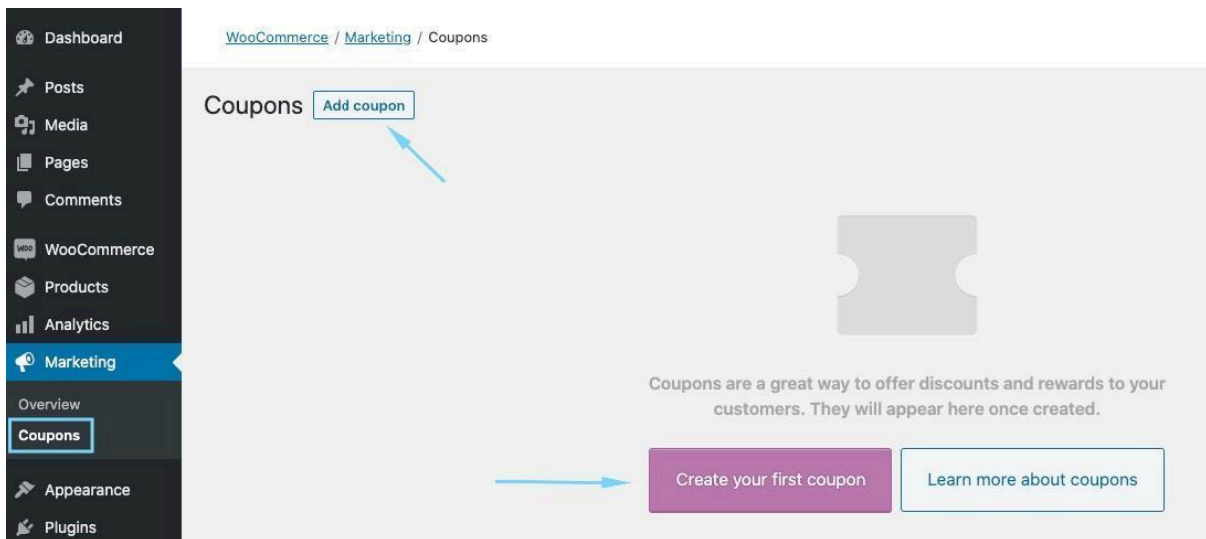 Dashboard
Posts
Media
Pages
Comments
Woo WooCommerce
Products
Analytics
Marketing
Overview
Coupons
Appearance
Plugins
WooCommerce / Marketing / Coupons
Coupons Add coupon
Coupons are a great way to offer discounts and rewards to your
customers. They will appear here once created.
Create your first coupon Learn more about coupons